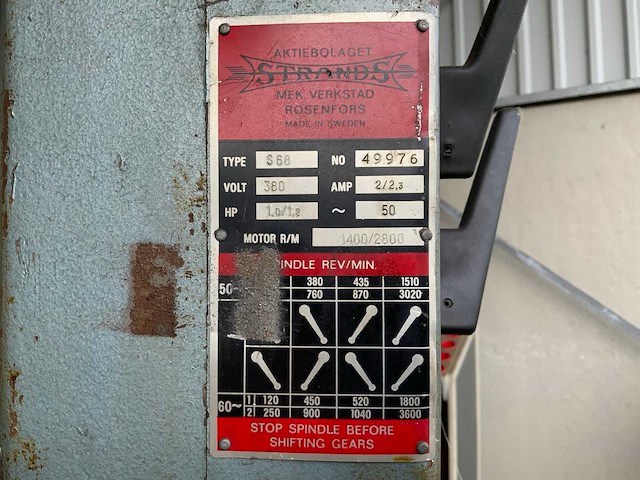 AKTIEBOLAGET
STRANDS
MEK. VERKSTAD
ROSENFORS
MADE IN SWEDEN
TYPE S68 NO 49976
VOLT 380 AMP 2/2,3
HP 1,0/1,2 ~ 50
MOTOR R/M 1400/2800
INDLE REV/MIN.
50~ 380 435 1510
760 870 3020
60~ 1 120 450 520 1800
2 250 900 1040 3600
STOP SPINDLE BEFORE
SHIFTING GEARS